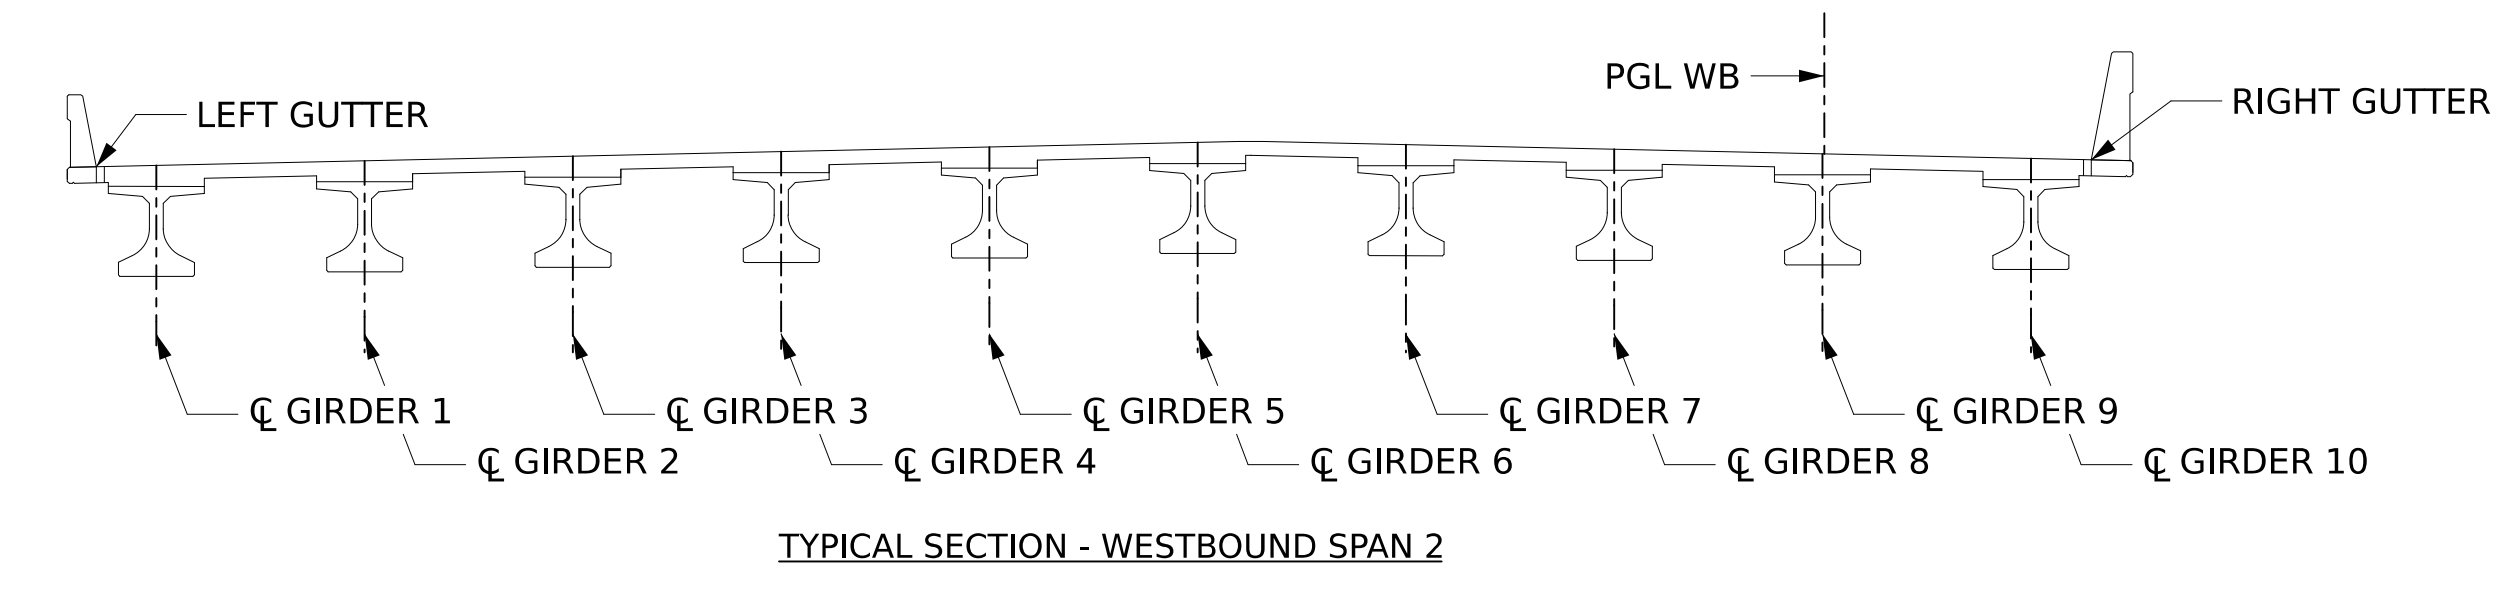 PGL WB
LEFT GUTTER
RIGHT GUTTER
℄ GIRDER 1
℄ GIRDER 2
℄ GIRDER 3
℄ GIRDER 4
℄ GIRDER 5
℄ GIRDER 6
℄ GIRDER 7
℄ GIRDER 8
℄ GIRDER 9
℄ GIRDER 10
TYPICAL SECTION - WESTBOUND SPAN 2